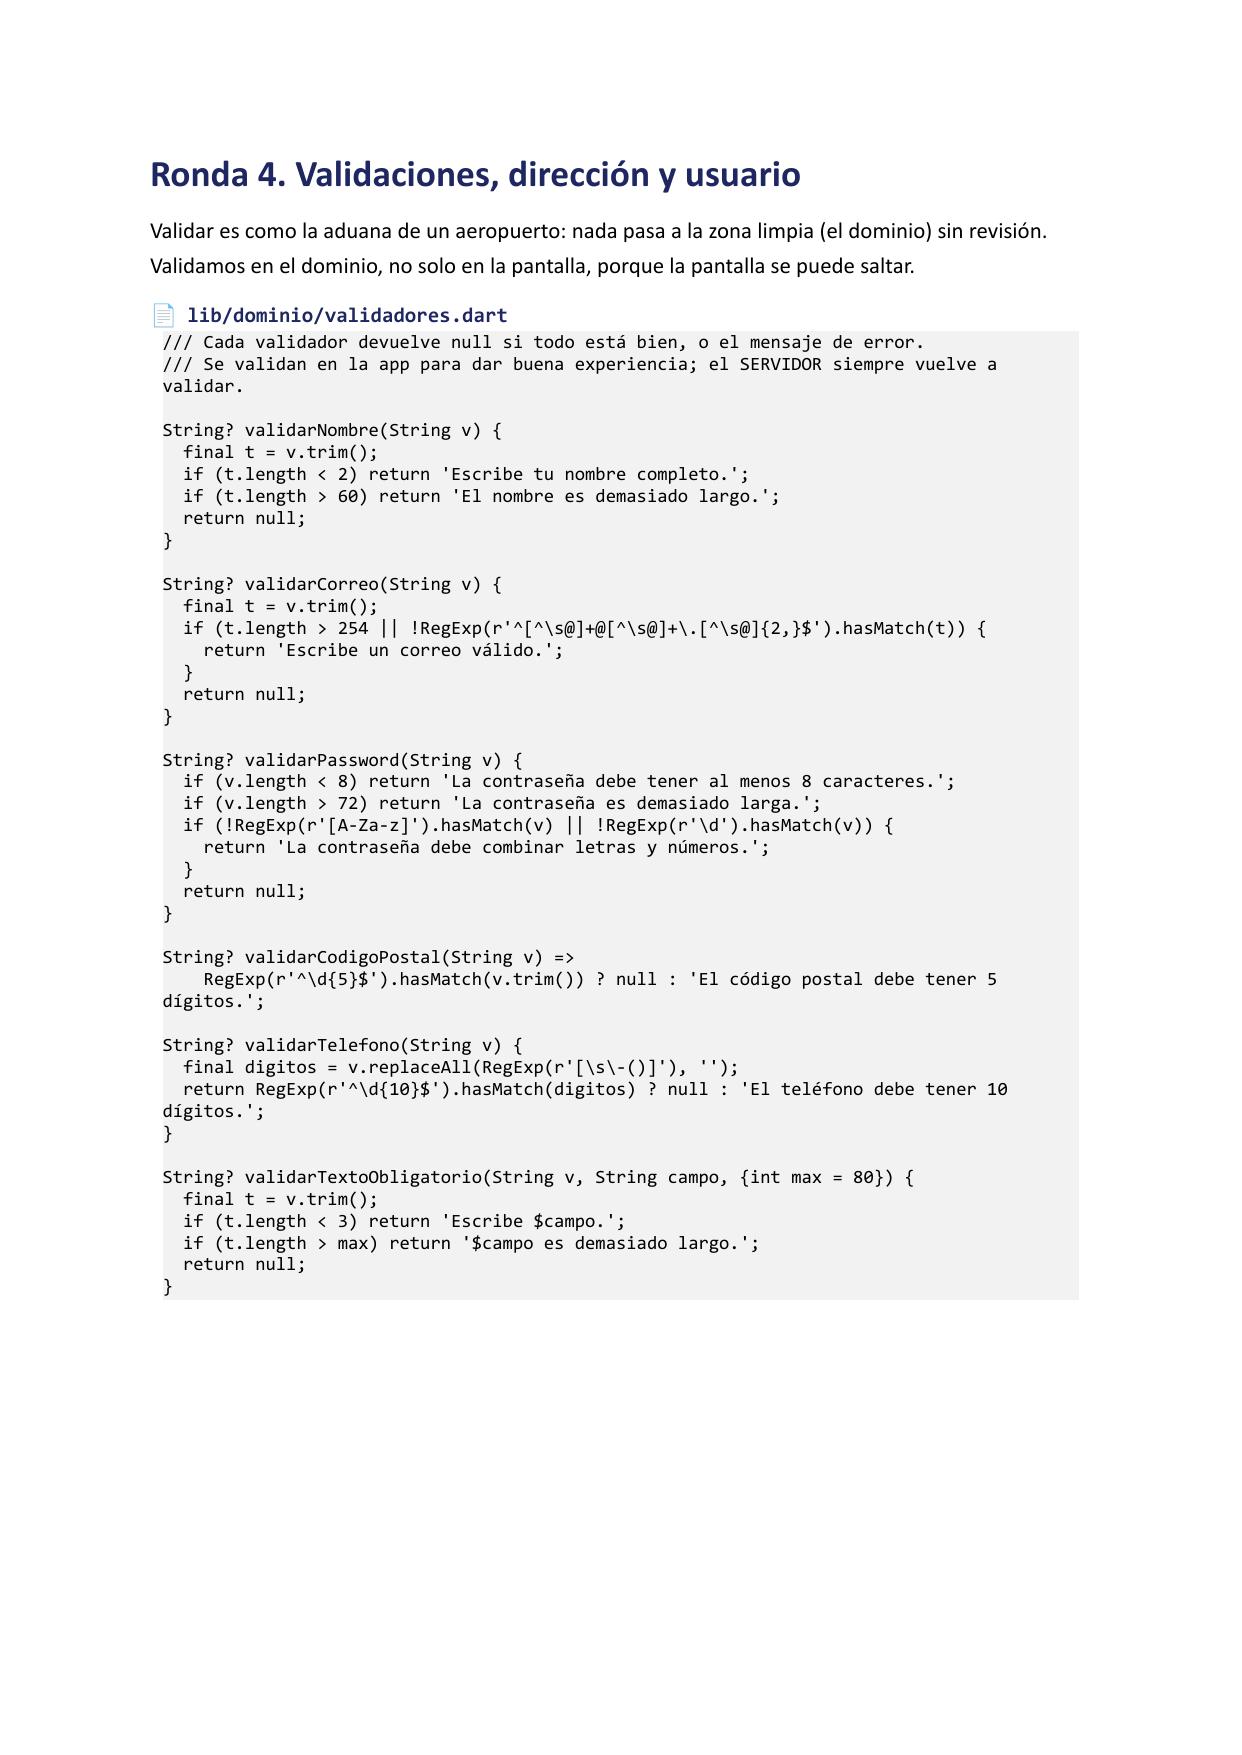 Ronda 4. Validaciones, dirección y usuario
Validar es como la aduana de un aeropuerto: nada pasa a la zona limpia (el dominio) sin revisión.
Validamos en el dominio, no solo en la pantalla, porque la pantalla se puede saltar.
📄 lib/dominio/validadores.dart
/// Cada validador devuelve null si todo está bien, o el mensaje de error.
/// Se validan en la app para dar buena experiencia; el SERVIDOR siempre vuelve a
validar.

String? validarNombre(String v) {
  final t = v.trim();
  if (t.length < 2) return 'Escribe tu nombre completo.';
  if (t.length > 60) return 'El nombre es demasiado largo.';
  return null;
}

String? validarCorreo(String v) {
  final t = v.trim();
  if (t.length > 254 || !RegExp(r'^[^\s@]+@[^\s@]+\.[^\s@]{2,}$').hasMatch(t)) {
    return 'Escribe un correo válido.';
  }
  return null;
}

String? validarPassword(String v) {
  if (v.length < 8) return 'La contraseña debe tener al menos 8 caracteres.';
  if (v.length > 72) return 'La contraseña es demasiado larga.';
  if (!RegExp(r'[A-Za-z]').hasMatch(v) || !RegExp(r'\d').hasMatch(v)) {
    return 'La contraseña debe combinar letras y números.';
  }
  return null;
}

String? validarCodigoPostal(String v) =>
    RegExp(r'^\d{5}$').hasMatch(v.trim()) ? null : 'El código postal debe tener 5
dígitos.';

String? validarTelefono(String v) {
  final digitos = v.replaceAll(RegExp(r'[\s\-()]'), '');
  return RegExp(r'^\d{10}$').hasMatch(digitos) ? null : 'El teléfono debe tener 10
dígitos.';
}

String? validarTextoObligatorio(String v, String campo, {int max = 80}) {
  final t = v.trim();
  if (t.length < 3) return 'Escribe $campo.';
  if (t.length > max) return '$campo es demasiado largo.';
  return null;
}